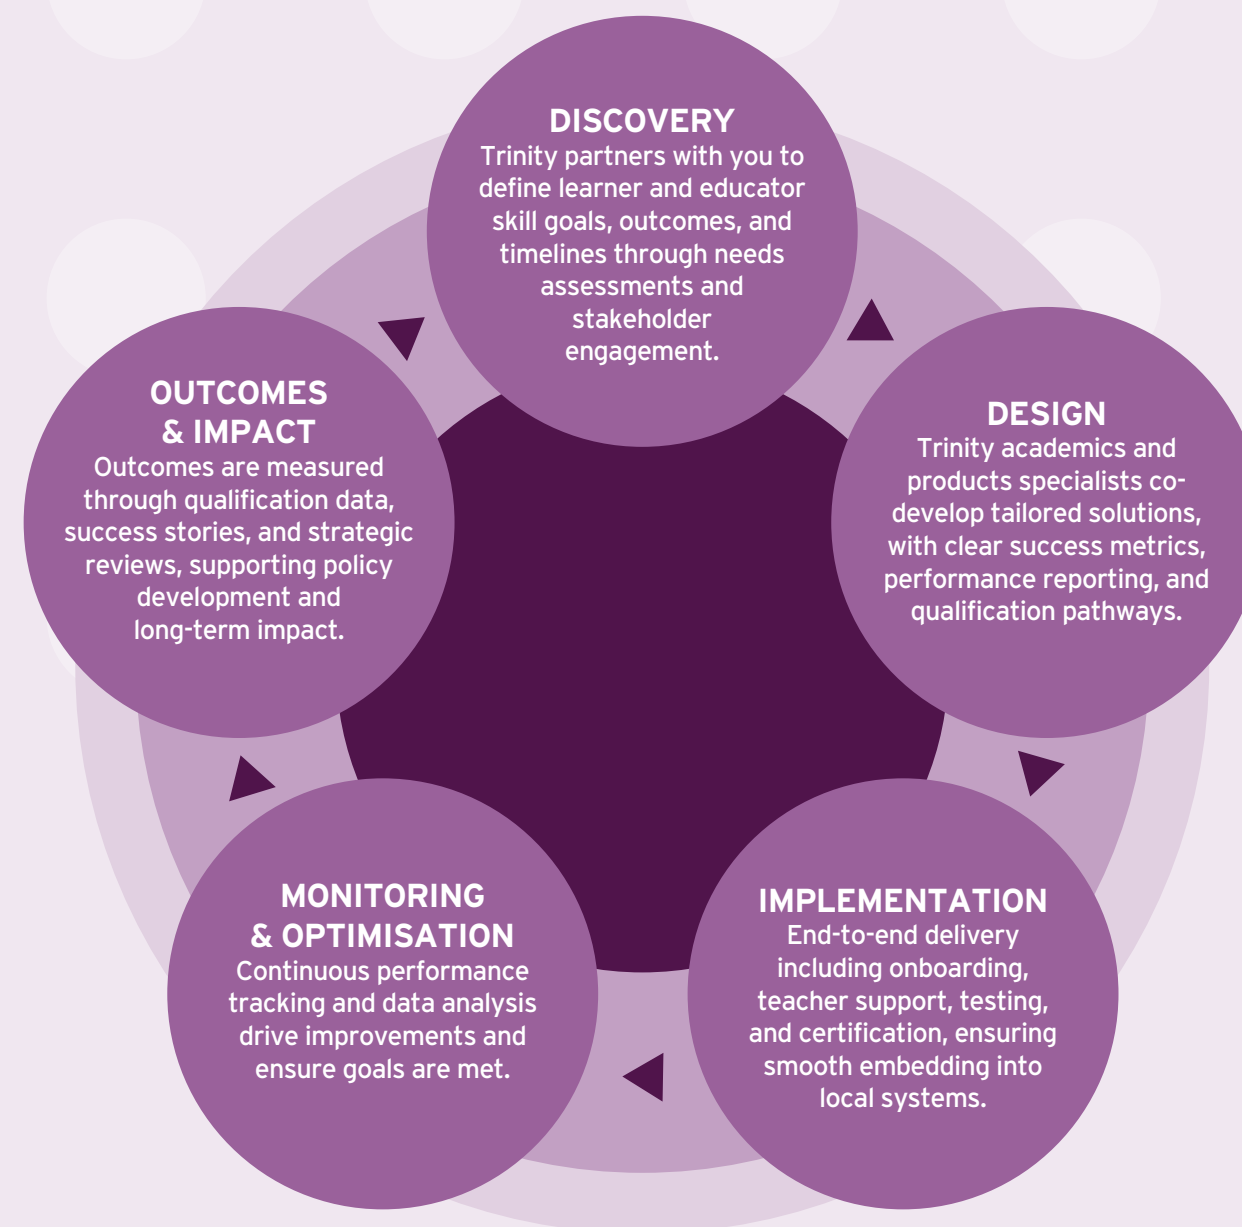 DISCOVERY
Trinity partners with you to
define learner and educator
skill goals, outcomes, and
timelines through needs
assessments and
stakeholder
engagement.
DESIGN
Trinity academics and
products specialists co-
develop tailored solutions,
with clear success metrics,
performance reporting, and
qualification pathways.
IMPLEMENTATION
End-to-end delivery
including onboarding,
teacher support, testing,
and certification, ensuring
smooth embedding into
local systems.
MONITORING
& OPTIMISATION
Continuous performance
tracking and data analysis
drive improvements and
ensure goals are met.
OUTCOMES
& IMPACT
Outcomes are measured
through qualification data,
success stories, and strategic
reviews, supporting policy
development and
long-term impact.